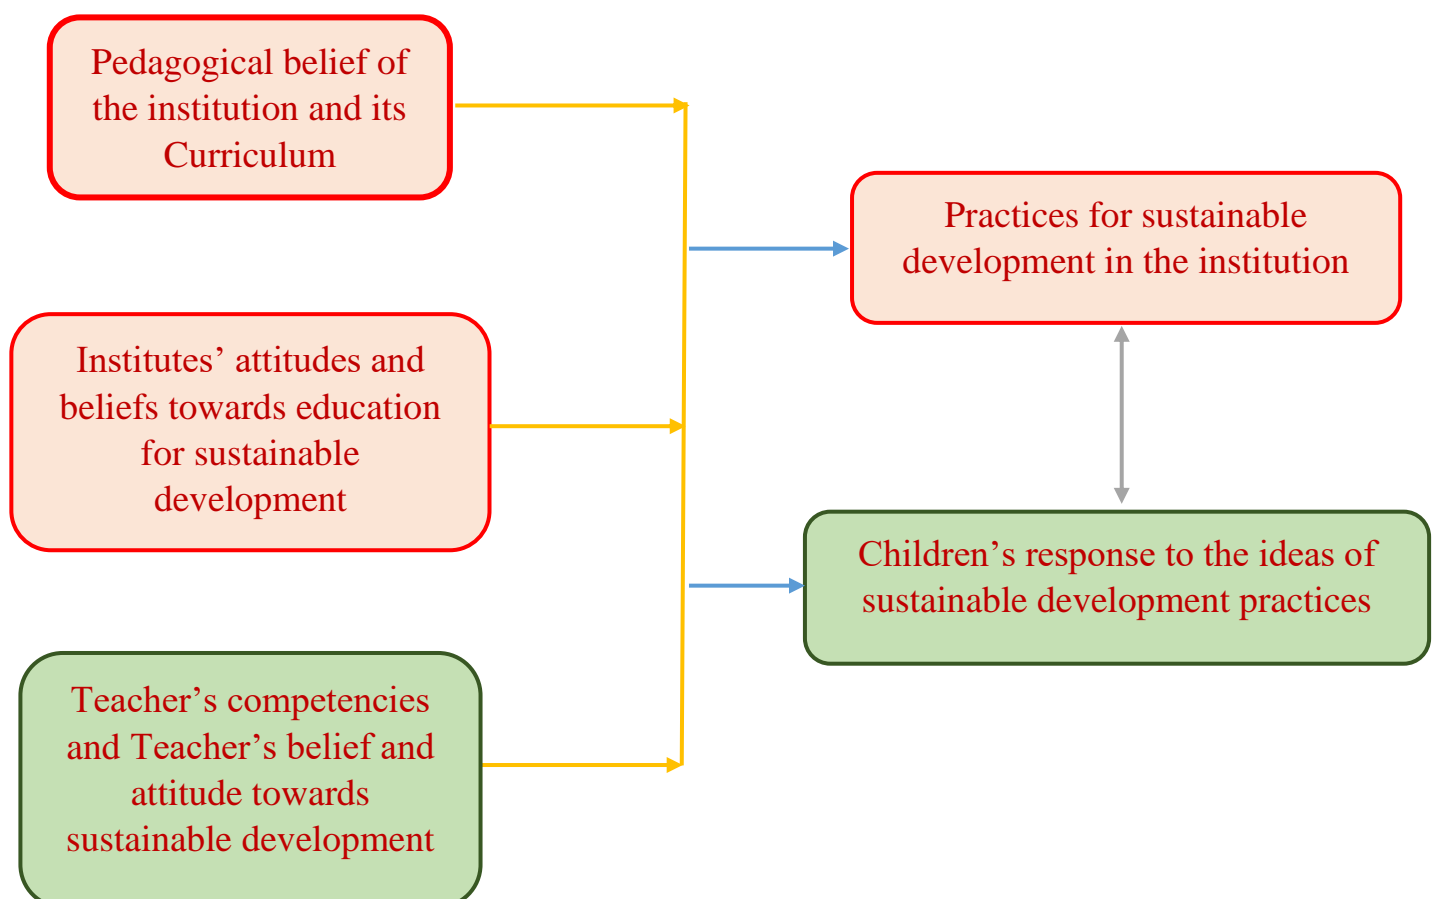 Pedagogical belief of
the institution and its
Curriculum
Institutes’ attitudes and
beliefs towards education
for sustainable
development
Teacher’s competencies
and Teacher’s belief and
attitude towards
sustainable development
Practices for sustainable
development in the institution
Children’s response to the ideas of
sustainable development practices